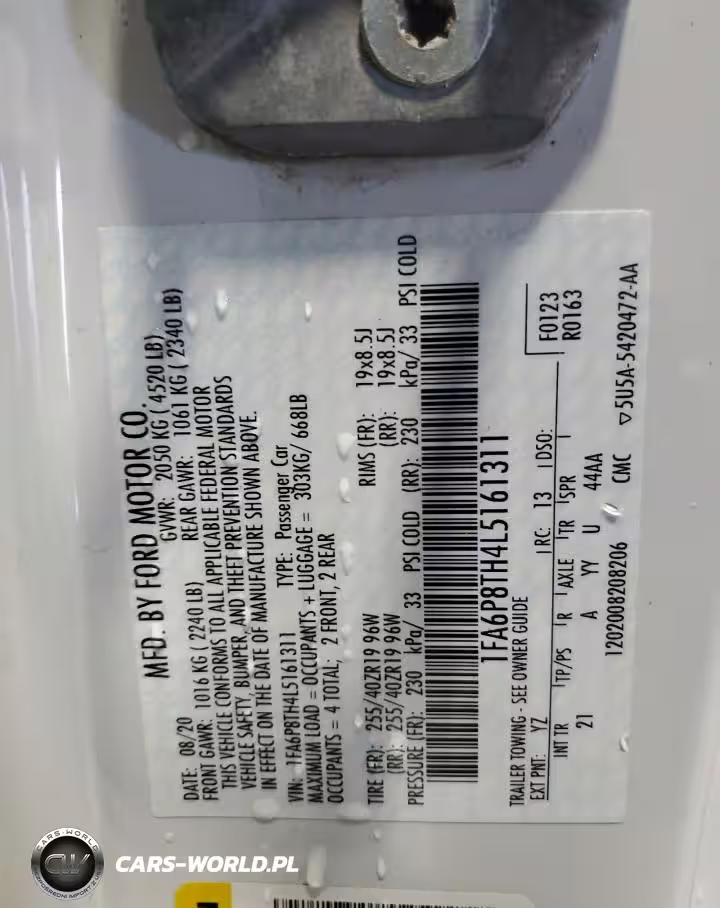 MFD. BY FORD MOTOR CO.
DATE: 08/20 GVWR: 2050 KG ( 4520 LB)
FRONT GAWR: 1016 KG ( 2240 LB) REAR GAWR: 1061 KG ( 2340 LB)
THIS VEHICLE CONFORMS TO ALL APPLICABLE FEDERAL MOTOR
VEHICLE SAFETY, BUMPER, AND THEFT PREVENTION STANDARDS
IN EFFECT ON THE DATE OF MANUFACTURE SHOWN ABOVE.
VIN: 1FA6P8TH4L5161311 TYPE: Passenger Car
MAXIMUM LOAD = OCCUPANTS + LUGGAGE = 303KG/ 668LB
OCCUPANTS = 4 TOTAL; 2 FRONT, 2 REAR
TIRE (FR): 255/40ZR19 96W RIMS (FR): 19x8.5J
(RR): 255/40ZR19 96W (RR): 19x8.5J
PRESSURE (FR): 230 kPa/ 33 PSI COLD (RR): 230 kPa/ 33 PSI COLD
1FA6P8TH4L5161311
TRAILER TOWING - SEE OWNER GUIDE F0123
R0163
EXT PNT: YZ RC: 13 DSO:
INT TR TP/PS R AXLE TR SPR
21 A YY U 44AA
1202008208206 CMC ▽5U5A-5420472-AA
CARS-WORLD
CW
CARS-WORLD.PL